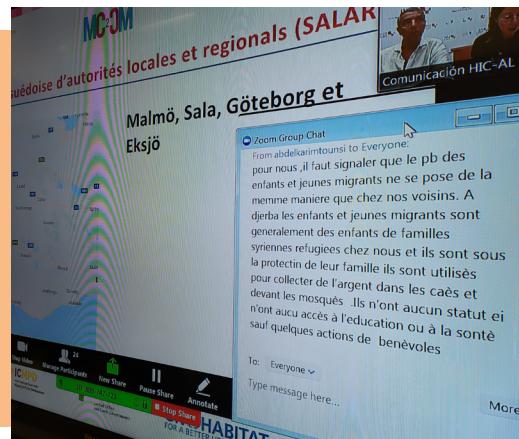 MC2CM
suédoise d'autorités locales et regionals (SALAR
Malmö, Sala, Göteborg et
Eksjö
Comunicación HIC-AL
Zoom Group Chat
From abdelkarimtounsi to Everyone:
pour nous ,il faut signaler que le pb des
enfants et jeunes migrants ne se pose de la
memme maniere que chez nos voisins. A
djerba les enfants et jeunes migrants sont
generalement des enfants de familles
syriennes refugiees chez nous et ils sont sous
la protectin de leur famille ils sont utilisès
pour collecter de l'argent dans les caès et
devant les mosquès .Ils n'ont aucun statut ei
n'ont aucu accès à l'education ou à la sontè
sauf quelques actions de benèvoles
To: Everyone
Type message here...
More
Stop Video
Manage Participants
24
New Share
Pause Share
Annotate
Stop Share
ICMPD
HABITAT
FOR A BETTER